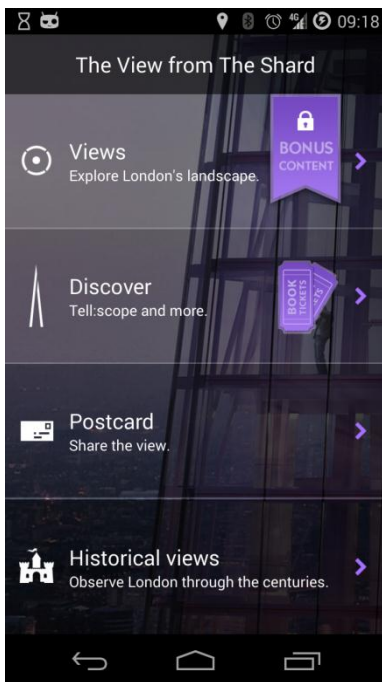 4G 09:18
The View from The Shard
Views
Explore London's landscape.
BONUS
CONTENT
Discover
Tell:scope and more.
BOOK
TICKETS
Postcard
Share the view.
Historical views
Observe London through the centuries.